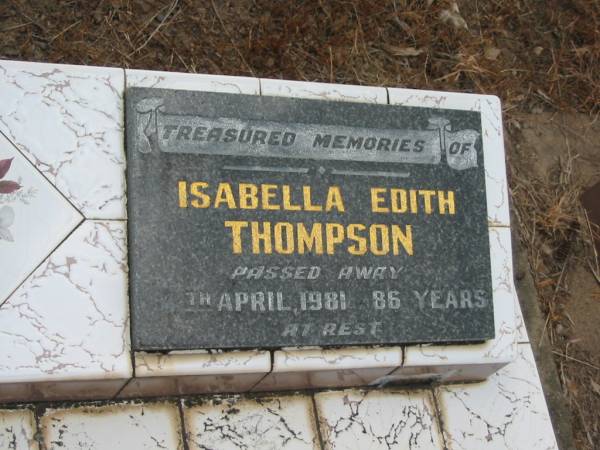 TREASURED MEMORIES OF
ISABELLA EDITH
THOMPSON
PASSED AWAY
TH APRIL, 1981 86 YEARS
AT REST